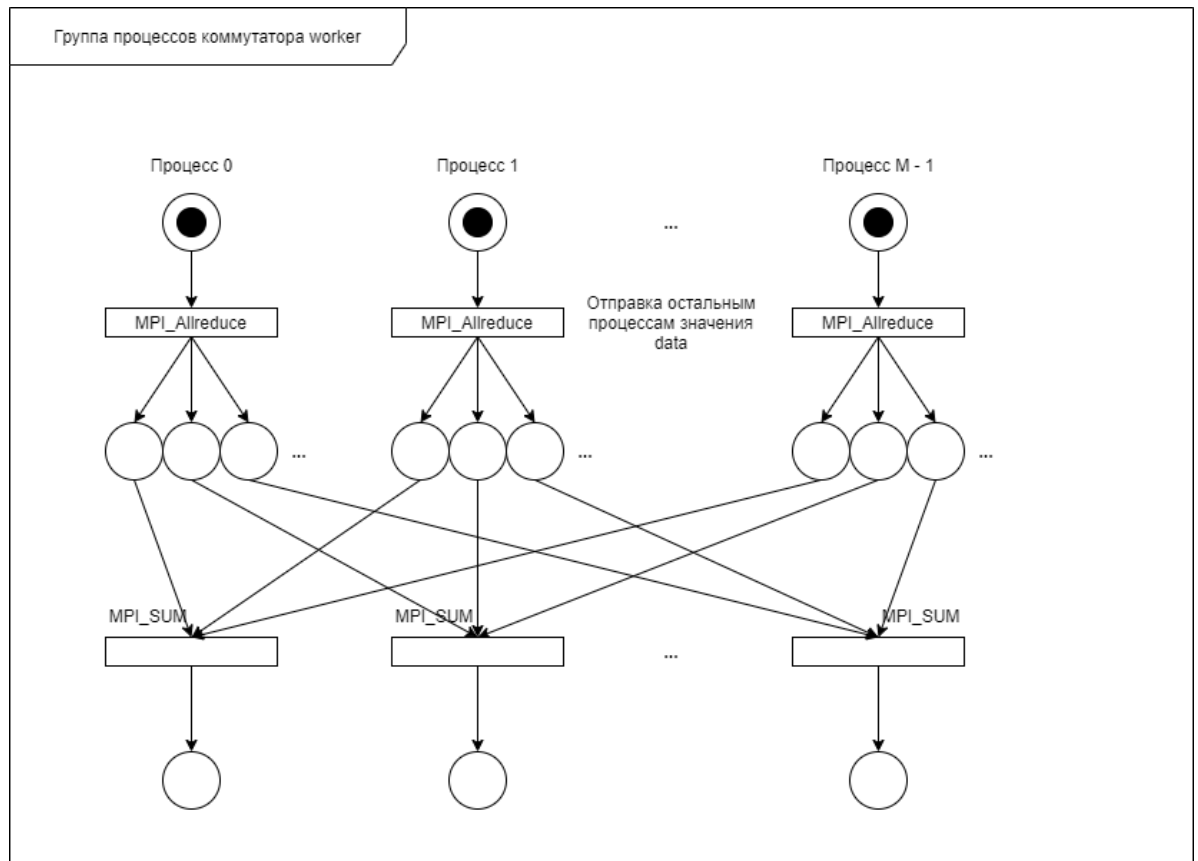 Группа процессов коммутатора worker
Процесс 0
Процесс 1
Процесс M - 1
...
MPI_Allreduce
MPI_Allreduce
Отправка остальным
процессам значения
data
MPI_Allreduce
...
...
...
MPI_SUM
MPI_SUM
MPI_SUM
...